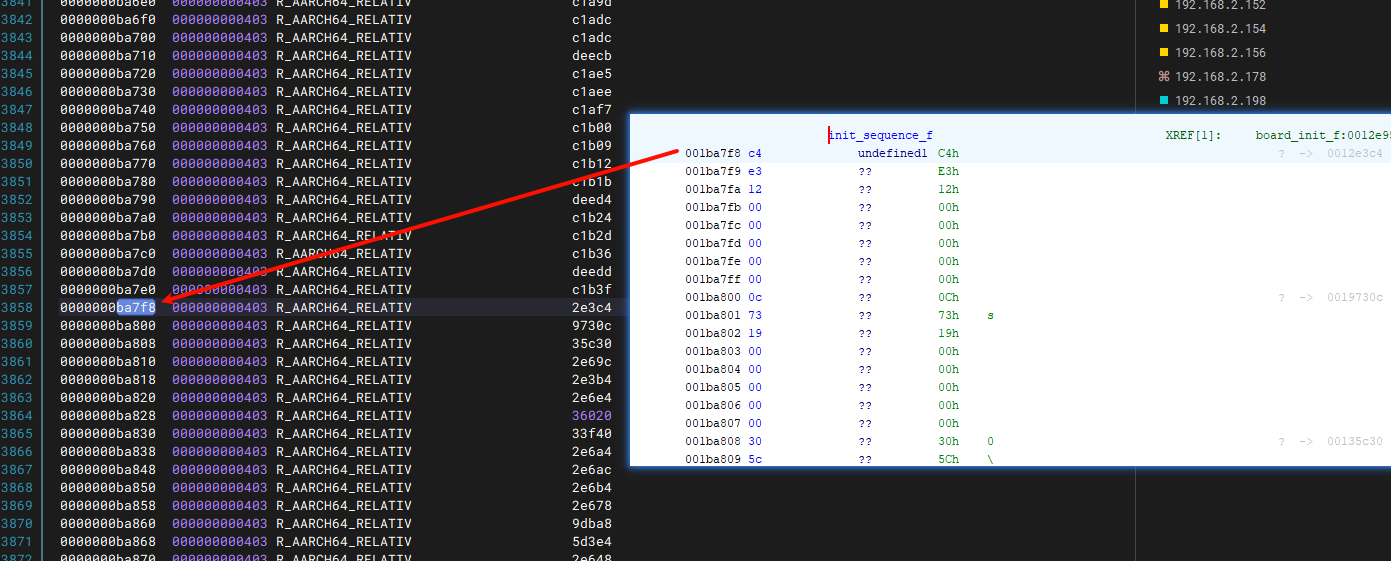 3841 0000000ba6e0 000000000403 R_AARCH64_RELATIV c1a9d
3842 0000000ba6f0 000000000403 R_AARCH64_RELATIV c1adc
3843 0000000ba700 000000000403 R_AARCH64_RELATIV c1adc
3844 0000000ba710 000000000403 R_AARCH64_RELATIV deecb
3845 0000000ba720 000000000403 R_AARCH64_RELATIV c1ae5
3846 0000000ba730 000000000403 R_AARCH64_RELATIV c1aee
3847 0000000ba740 000000000403 R_AARCH64_RELATIV c1af7
3848 0000000ba750 000000000403 R_AARCH64_RELATIV c1b00
3849 0000000ba760 000000000403 R_AARCH64_RELATIV c1b09
3850 0000000ba770 000000000403 R_AARCH64_RELATIV c1b12
3851 0000000ba780 000000000403 R_AARCH64_RELATIV c1b1b
3852 0000000ba790 000000000403 R_AARCH64_RELATIV deed4
3853 0000000ba7a0 000000000403 R_AARCH64_RELATIV c1b24
3854 0000000ba7b0 000000000403 R_AARCH64_RELATIV c1b2d
3855 0000000ba7c0 000000000403 R_AARCH64_RELATIV c1b36
3856 0000000ba7d0 000000000403 R_AARCH64_RELATIV deedd
3857 0000000ba7e0 000000000403 R_AARCH64_RELATIV c1b3f
3858 0000000ba7f8 000000000403 R_AARCH64_RELATIV 2e3c4
3859 0000000ba800 000000000403 R_AARCH64_RELATIV 9730c
3860 0000000ba808 000000000403 R_AARCH64_RELATIV 35c30
3861 0000000ba810 000000000403 R_AARCH64_RELATIV 2e69c
3862 0000000ba818 000000000403 R_AARCH64_RELATIV 2e3b4
3863 0000000ba820 000000000403 R_AARCH64_RELATIV 2e6e4
3864 0000000ba828 000000000403 R_AARCH64_RELATIV 36020
3865 0000000ba830 000000000403 R_AARCH64_RELATIV 33f40
3866 0000000ba838 000000000403 R_AARCH64_RELATIV 2e6a4
3867 0000000ba848 000000000403 R_AARCH64_RELATIV 2e6ac
3868 0000000ba850 000000000403 R_AARCH64_RELATIV 2e6b4
3869 0000000ba858 000000000403 R_AARCH64_RELATIV 2e678
3870 0000000ba860 000000000403 R_AARCH64_RELATIV 9dba8
3871 0000000ba868 000000000403 R_AARCH64_RELATIV 5d3e4
3872 0000000ba870 000000000403 R_AARCH64_RELATIV 2e648
192.168.2.152
192.168.2.154
192.168.2.156
192.168.2.178
192.168.2.198
init_sequence_f XREF[1]: board_init_f:0012e9
001ba7f8 c4 undefined1 C4h ? -> 0012e3c4
001ba7f9 e3 ?? E3h
001ba7fa 12 ?? 12h
001ba7fb 00 ?? 00h
001ba7fc 00 ?? 00h
001ba7fd 00 ?? 00h
001ba7fe 00 ?? 00h
001ba7ff 00 ?? 00h
001ba800 0c ?? 0Ch ? -> 0019730c
001ba801 73 ?? 73h s
001ba802 19 ?? 19h
001ba803 00 ?? 00h
001ba804 00 ?? 00h
001ba805 00 ?? 00h
001ba806 00 ?? 00h
001ba807 00 ?? 00h
001ba808 30 ?? 30h 0 ? -> 00135c30
001ba809 5c ?? 5Ch \